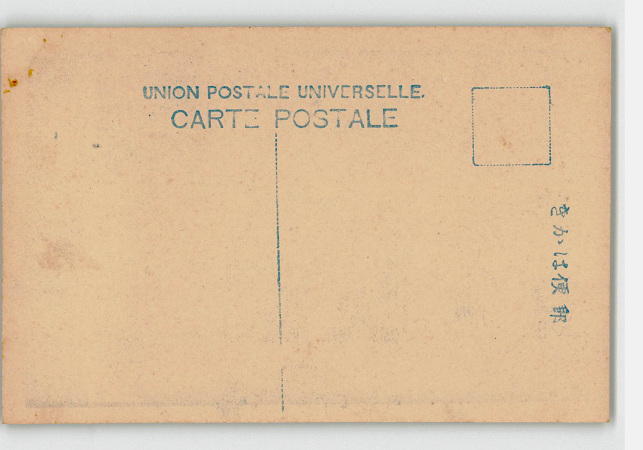 UNION POSTALE UNIVERSELLE.
CARTE POSTALE
きかは便郵